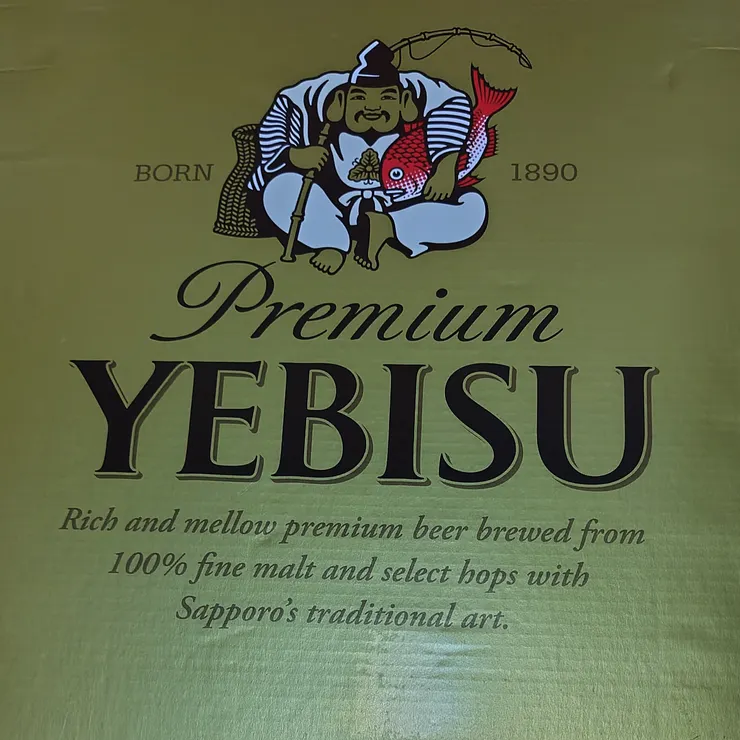 BORN 1890
Premium
YEBISU
Rich and mellow premium beer brewed from
100% fine malt and select hops with
Sapporo's traditional art.